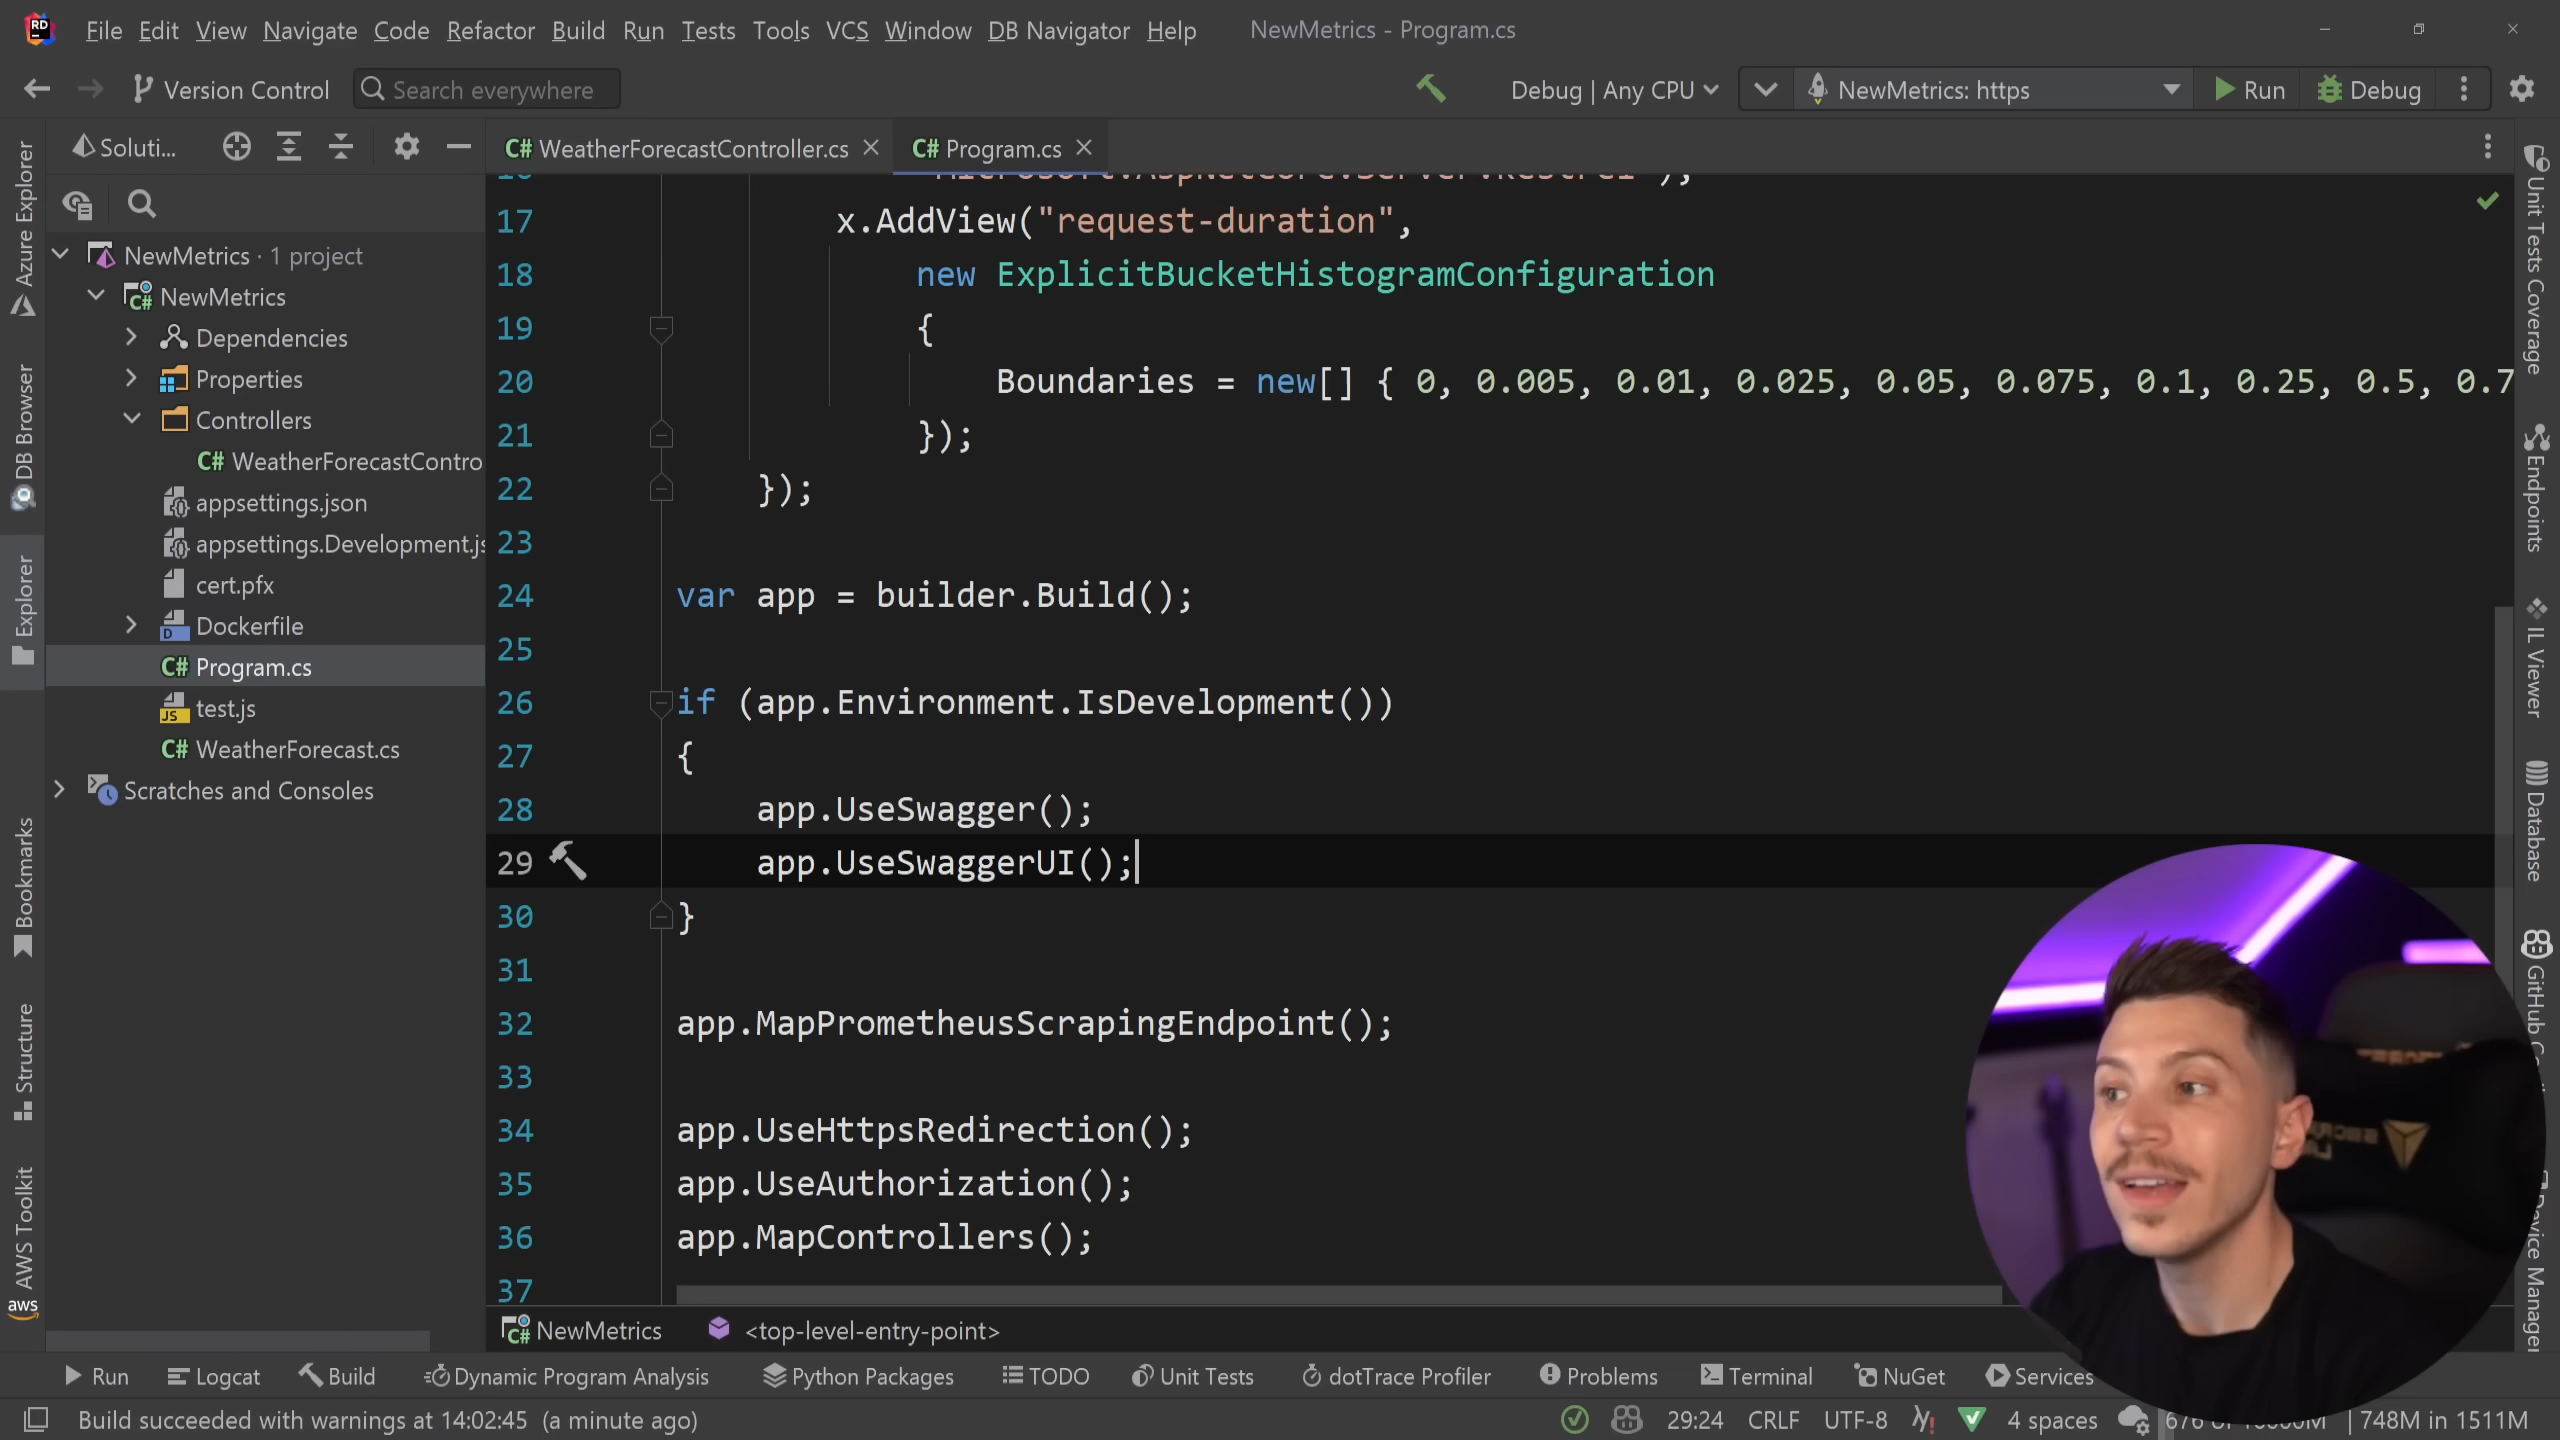 File Edit View Navigate Code Refactor Build Run Tests Tools VCS Window DB Navigator Help NewMetrics - Program.cs
Version Control Search everywhere Debug | Any CPU NewMetrics: https Run Debug
Soluti... C# WeatherForecastController.cs C# Program.cs
NewMetrics · 1 project
NewMetrics
Dependencies
Properties
Controllers
C# WeatherForecastContro
appsettings.json
appsettings.Development.js
cert.pfx
Dockerfile
C# Program.cs
test.js
C# WeatherForecast.cs
Scratches and Consoles
Azure Explorer
DB Browser
Explorer
Bookmarks
Structure
AWS Toolkit
aws
17 x.AddView("request-duration",
18 new ExplicitBucketHistogramConfiguration
19 {
20 Boundaries = new[] { 0, 0.005, 0.01, 0.025, 0.05, 0.075, 0.1, 0.25, 0.5, 0.7
21 });
22 });
23
24 var app = builder.Build();
25
26 if (app.Environment.IsDevelopment())
27 {
28 app.UseSwagger();
29 app.UseSwaggerUI();
30 }
31
32 app.MapPrometheusScrapingEndpoint();
33
34 app.UseHttpsRedirection();
35 app.UseAuthorization();
36 app.MapControllers();
37
Unit Tests Coverage
Endpoints
IL Viewer
Database
GitHub
Device Manager
NewMetrics <top-level-entry-point>
Run Logcat Build Dynamic Program Analysis Python Packages TODO Unit Tests dotTrace Profiler Problems Terminal NuGet Services
Build succeeded with warnings at 14:02:45 (a minute ago) 29:24 CRLF UTF-8 4 spaces 748M in 1511M